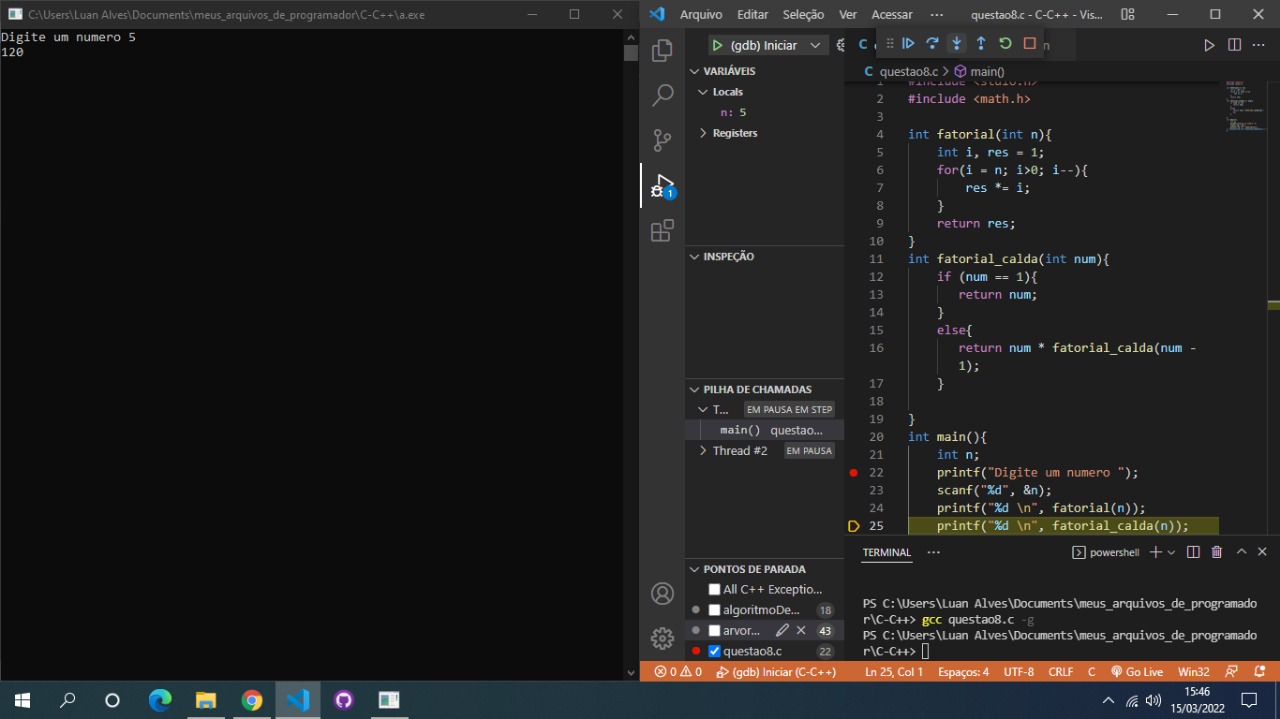 C:\Users\Luan Alves\Documents\meus_arquivos_de_programador\C-C++\a.exe
Digite um numero 5
120
Arquivo Editar Seleção Ver Acessar ··· questao8.c - C-C++ - Vis...
(gdb) Iniciar
questao8.c > main()
VARIÁVEIS
Locals
n: 5
Registers
INSPEÇÃO
PILHA DE CHAMADAS
T... EM PAUSA EM STEP
main() questao...
Thread #2 EM PAUSA
PONTOS DE PARADA
All C++ Exceptio...
algoritmoDe... 18
arvor... 43
questao8.c 22
1 #include <stdio.h>
2 #include <math.h>
3
4 int fatorial(int n){
5 int i, res = 1;
6 for(i = n; i>0; i--){
7 res *= i;
8 }
9 return res;
10 }
11 int fatorial_calda(int num){
12 if (num == 1){
13 return num;
14 }
15 else{
16 return num * fatorial_calda(num -
1);
17 }
18
19 }
20 int main(){
21 int n;
22 printf("Digite um numero ");
23 scanf("%d", &n);
24 printf("%d \n", fatorial(n));
25 printf("%d \n", fatorial_calda(n));
TERMINAL ··· powershell
PS C:\Users\Luan Alves\Documents\meus_arquivos_de_programado
r\C-C++> gcc questao8.c -g
PS C:\Users\Luan Alves\Documents\meus_arquivos_de_programado
r\C-C++>
0 0 (gdb) Iniciar (C-C++) Ln 25, Col 1 Espaços: 4 UTF-8 CRLF C Go Live Win32
15:46
15/03/2022